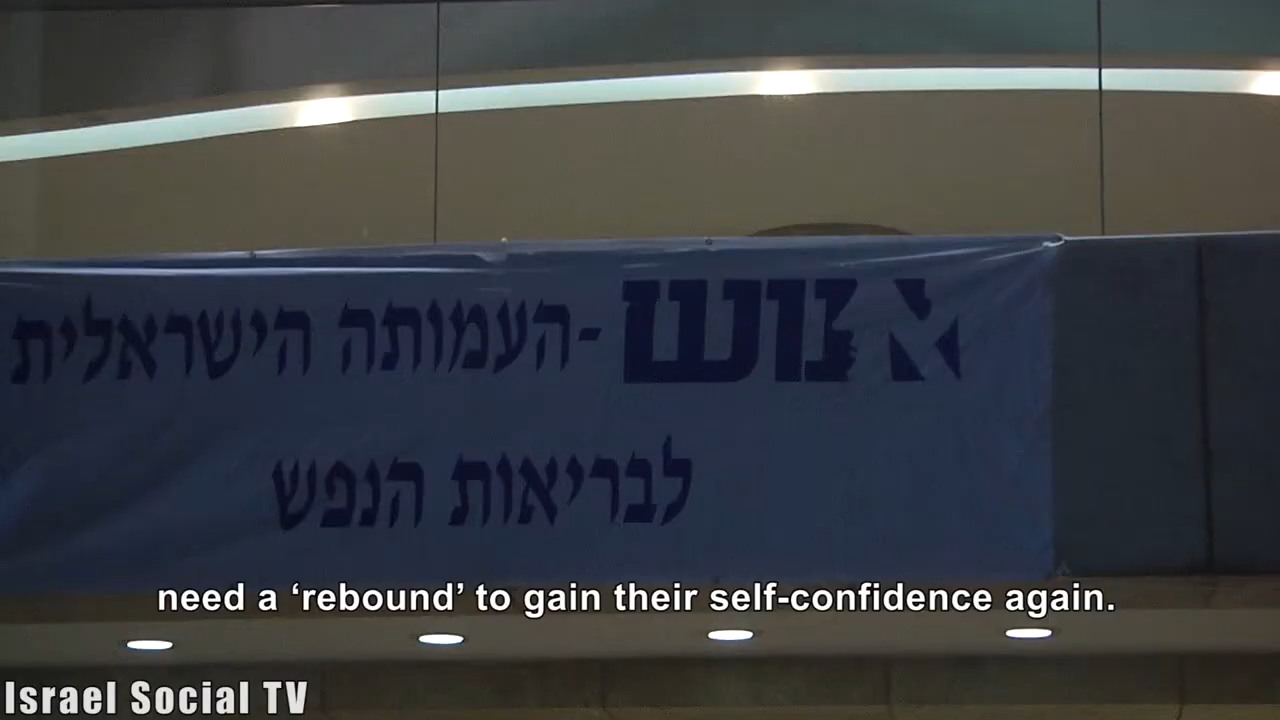 אנוש -העמותה הישראלית
לבריאות הנפש
need a ‘rebound’ to gain their self-confidence again.
Israel Social TV